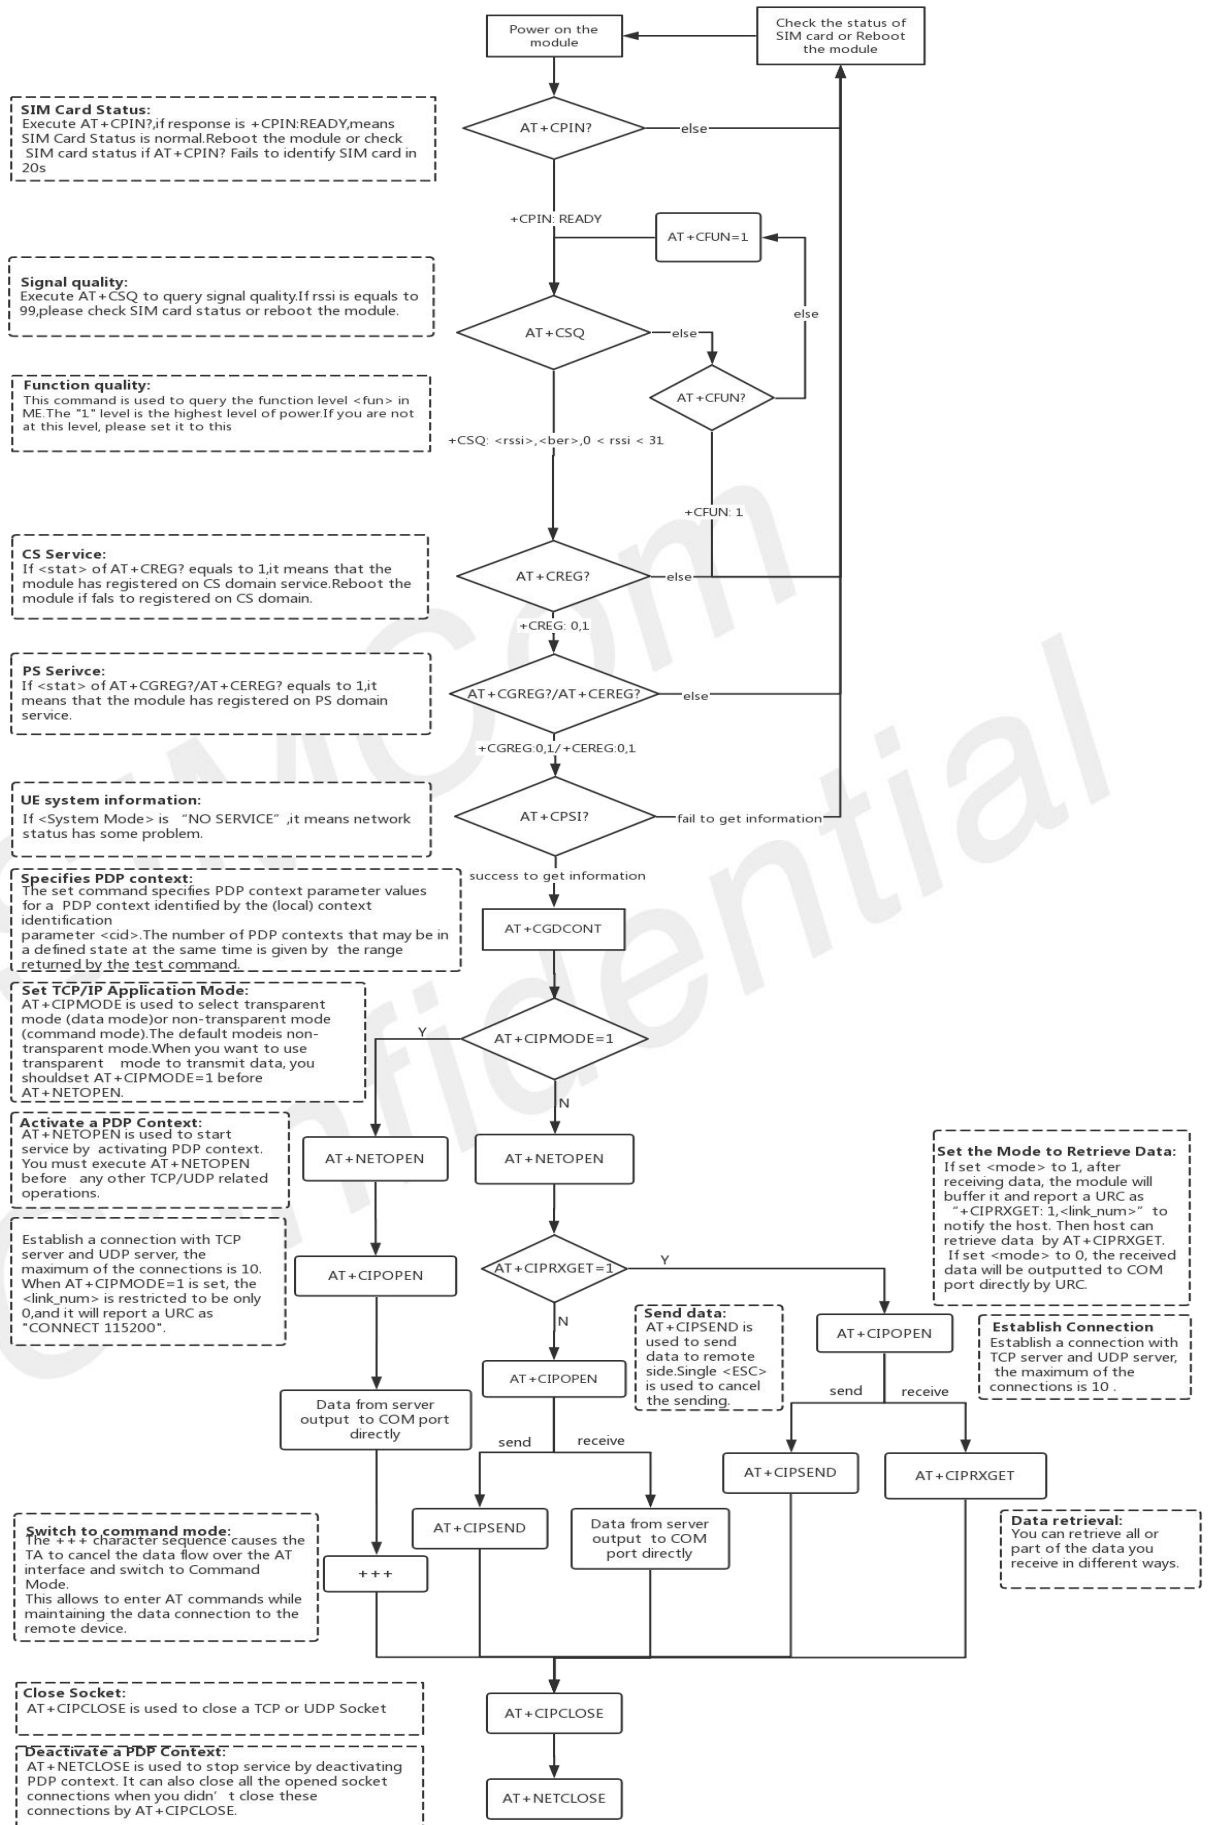 Power on the
module
Check the status of
SIM card or Reboot
the module
SIM Card Status:
Execute AT+CPIN?,if response is +CPIN:READY,means
SIM Card Status is normal.Reboot the module or check
SIM card status if AT+CPIN? Fails to identify SIM card in
20s
AT+CPIN?
else
+CPIN: READY
AT+CFUN=1
Signal quality:
Execute AT+CSQ to query signal quality.If rssi is equals to
99,please check SIM card status or reboot the module.
AT+CSQ
else
else
Function quality:
This command is used to query the function level <fun> in
ME.The "1" level is the highest level of power.If you are not
at this level, please set it to this
AT+CFUN?
+CSQ: <rssi>,<ber>,0 < rssi < 31
+CFUN: 1
CS Service:
If <stat> of AT+CREG? equals to 1,it means that the
module has registered on CS domain service.Reboot the
module if fals to registered on CS domain.
AT+CREG?
else
+CREG: 0,1
PS Serivce:
If <stat> of AT+CGREG?/AT+CEREG? equals to 1,it
means that the module has registered on PS domain
service.
AT+CGREG?/AT+CEREG?
else
+CGREG:0,1/+CEREG:0,1
UE system information:
If <System Mode> is “NO SERVICE”,it means network
status has some problem.
AT+CPSI?
fail to get information
success to get information
Specifies PDP context:
The set command specifies PDP context parameter values
for a PDP context identified by the (local) context
identification
parameter <cid>.The number of PDP contexts that may be in
a defined state at the same time is given by the range
returned by the test command.
AT+CGDCONT
Set TCP/IP Application Mode:
AT+CIPMODE is used to select transparent
mode (data mode)or non-transparent mode
(command mode).The default modeis non-
transparent mode.When you want to use
transparent mode to transmit data, you
shouldset AT+CIPMODE=1 before
AT+NETOPEN.
Y
AT+CIPMODE=1
N
Activate a PDP Context:
AT+NETOPEN is used to start
service by activating PDP context.
You must execute AT+NETOPEN
before any other TCP/UDP related
operations.
AT+NETOPEN
AT+NETOPEN
Set the Mode to Retrieve Data:
If set <mode> to 1, after
receiving data, the module will
buffer it and report a URC as
“+CIPRXGET: 1,<link_num>” to
notify the host. Then host can
retrieve data by AT+CIPRXGET.
If set <mode> to 0, the received
data will be outputted to COM
port directly by URC.
Establish a connection with TCP
server and UDP server, the
maximum of the connections is 10.
When AT+CIPMODE=1 is set, the
<link_num> is restricted to be only
0,and it will report a URC as
"CONNECT 115200".
AT+CIPOPEN
AT+CIPRXGET=1
Y
N
Send data:
AT+CIPSEND is
used to send
data to remote
side.Single <ESC>
is used to cancel
the sending.
AT+CIPOPEN
Establish Connection
Establish a connection with
TCP server and UDP server,
the maximum of the
connections is 10 .
AT+CIPOPEN
Data from server
output to COM port
directly
send
receive
send
receive
AT+CIPSEND
AT+CIPRXGET
AT+CIPSEND
Data from server
output to COM
port directly
Data retrieval:
You can retrieve all or
part of the data you
receive in different ways.
Switch to command mode:
The +++ character sequence causes the
TA to cancel the data flow over the AT
interface and switch to Command
Mode.
This allows to enter AT commands while
maintaining the data connection to the
remote device.
+++
Close Socket:
AT+CIPCLOSE is used to close a TCP or UDP Socket
AT+CIPCLOSE
Deactivate a PDP Context:
AT+NETCLOSE is used to stop service by deactivating
PDP context. It can also close all the opened socket
connections when you didn’t close these
connections by AT+CIPCLOSE.
AT+NETCLOSE